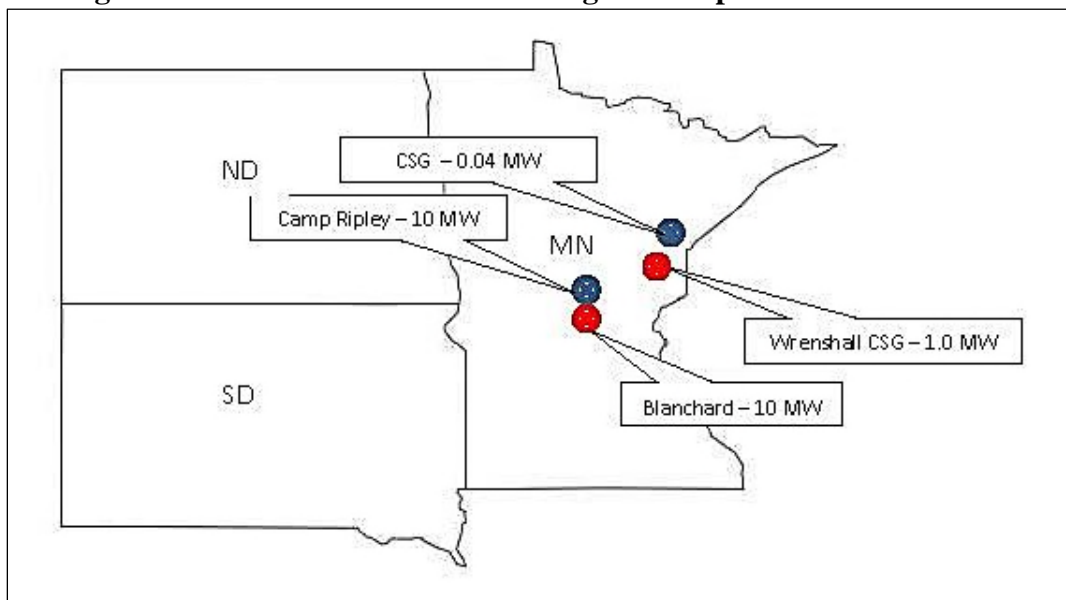 CSG – 0.04 MW
ND
Camp Ripley – 10 MW
MN
Wrenshall CSG – 1.0 MW
SD
Blanchard – 10 MW